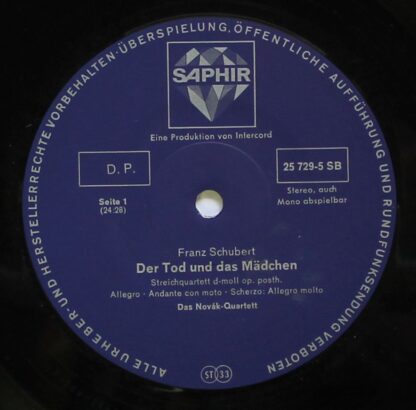 ALLE URHEBER- UND HERSTELLERRECHTE VORBEHALTEN · ÜBERSPIELUNG, ÖFFENTLICHE AUFFÜHRUNG UND RUNDFUNKSENDUNG VERBOTEN
SAPHIR
Eine Produktion von Intercord
D. P.
25 729-5 SB
Seite 1
(24:28)
Stereo, auch
Mono abspielbar
Franz Schubert
Der Tod und das Mädchen
Streichquartett d-moll op. posth.
Allegro · Andante con moto · Scherzo: Allegro molto
Das Novák-Quartett
ST 33